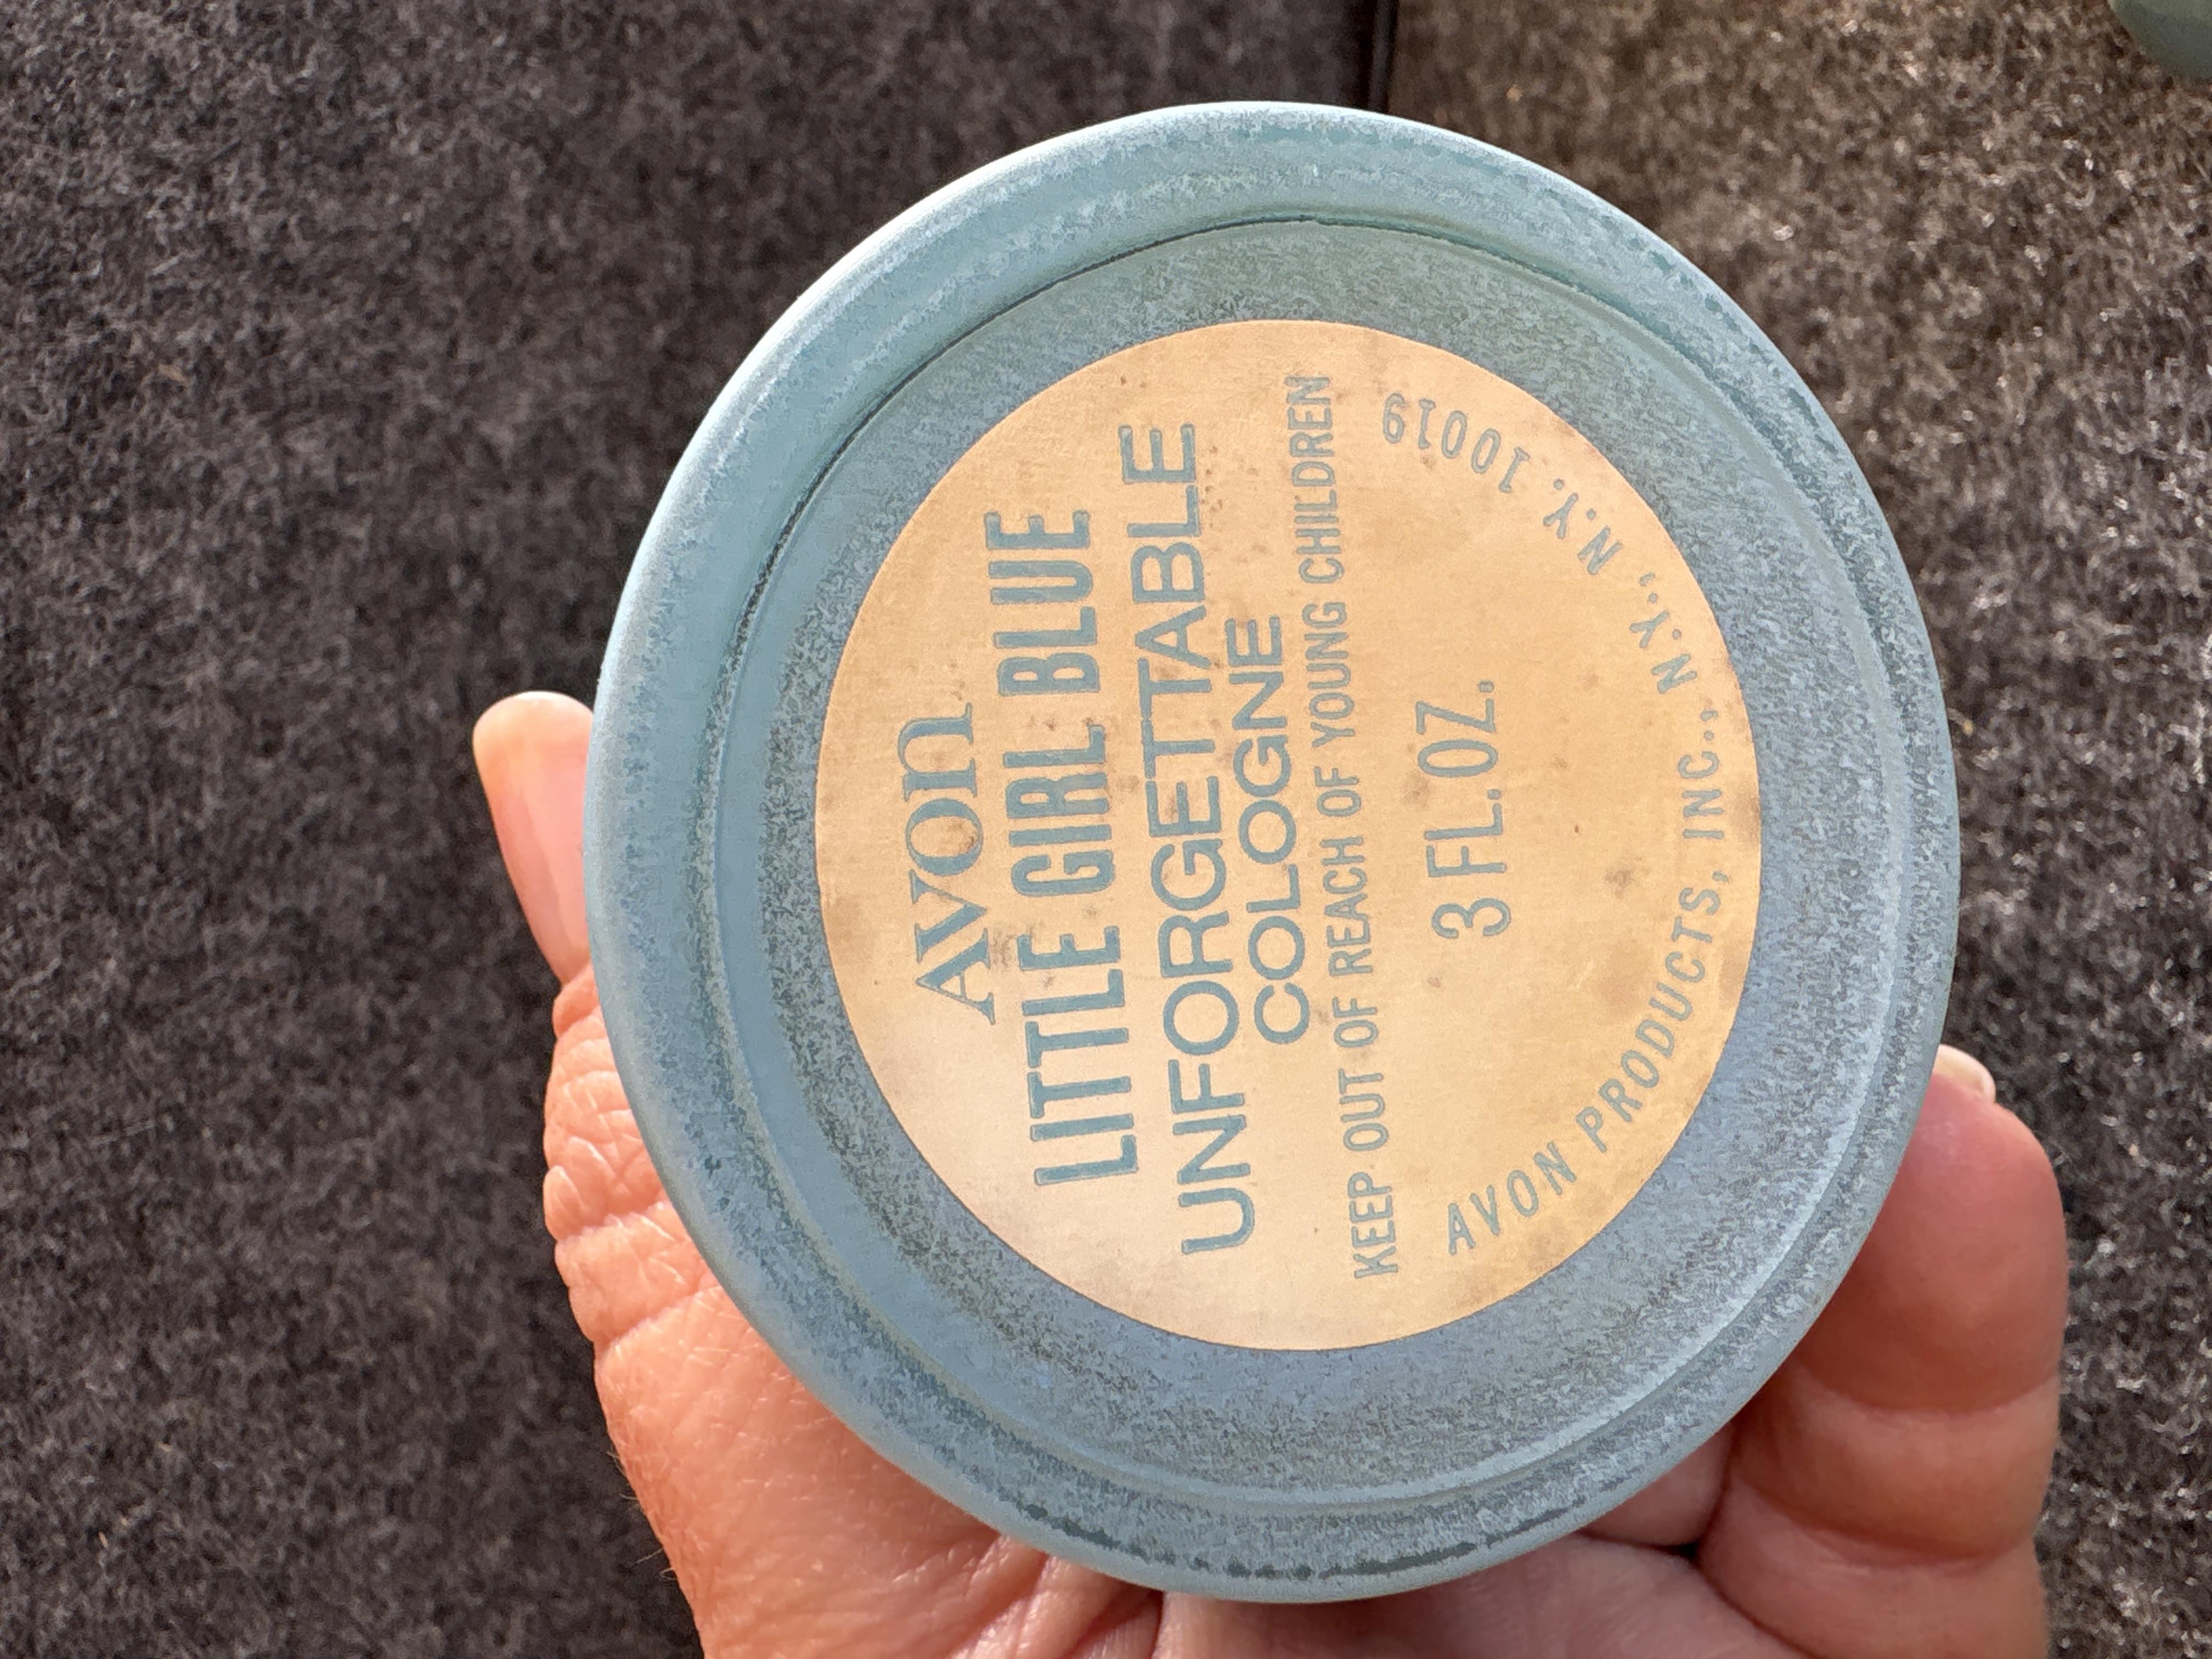 AVON
LITTLE GIRL BLUE
UNFORGETTABLE
COLOGNE
KEEP OUT OF REACH OF YOUNG CHILDREN
3 FL.OZ.
AVON PRODUCTS, INC., N.Y., N.Y. 10019